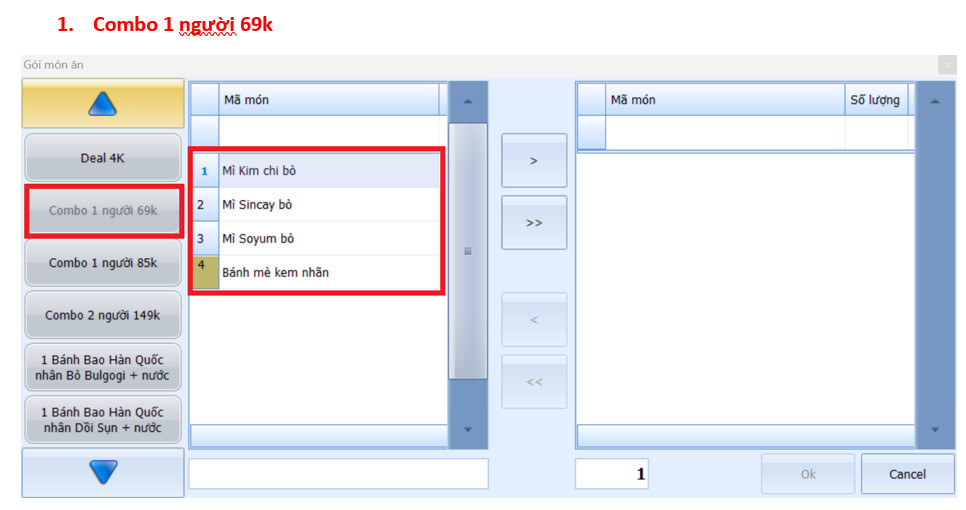 1. Combo 1 người 69k
Gói món ăn
Mã món
Mã món
Số lượng
Deal 4K
Combo 1 người 69k
Combo 1 người 85k
Combo 2 người 149k
1 Bánh Bao Hàn Quốc
nhân Bò Bulgogi + nước
1 Bánh Bao Hàn Quốc
nhân Dồi Sụn + nước
1 Mì Kim chi bò
2 Mì Sincay bò
3 Mì Soyum bò
4 Bánh mè kem nhãn
>
>>
<
<<
1
Ok
Cancel